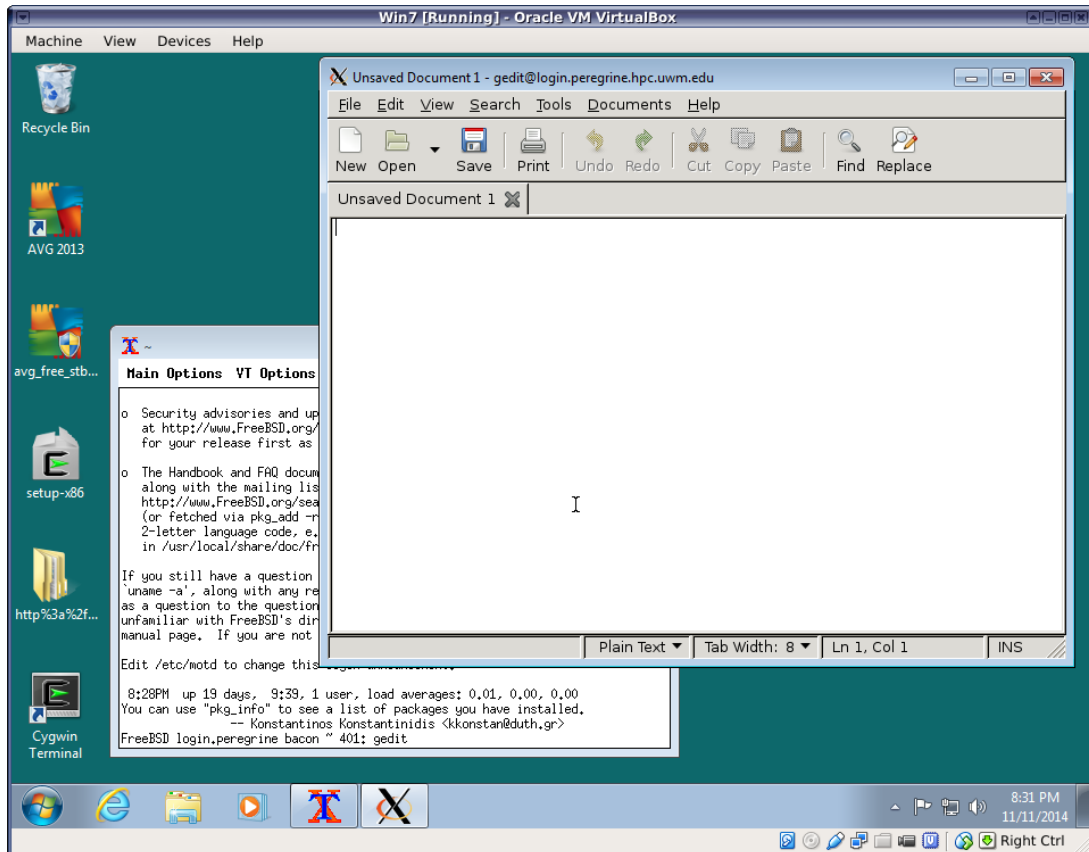 Win7 [Running] - Oracle VM VirtualBox
Machine View Devices Help
Recycle Bin
AVG 2013
avg_free_stb...
setup-x86
http%3a%2f...
Cygwin
Terminal
Unsaved Document 1 - gedit@login.peregrine.hpc.uwm.edu
File Edit View Search Tools Documents Help
New Open Save Print Undo Redo Cut Copy Paste Find Replace
Unsaved Document 1
Plain Text Tab Width: 8 Ln 1, Col 1 INS
~
Main Options VT Options
o Security advisories and up
at http://www.FreeBSD.org/
for your release first as
o The Handbook and FAQ docum
along with the mailing lis
http://www.FreeBSD.org/sea
(or fetched via pkg_add -r
2-letter language code, e.
in /usr/local/share/doc/fr
If you still have a question
`uname -a', along with any re
as a question to the question
unfamiliar with FreeBSD's dir
manual page. If you are not
Edit /etc/motd to change this login announcement.
8:28PM up 19 days, 9:39, 1 user, load averages: 0.01, 0.00, 0.00
You can use "pkg_info" to see a list of packages you have installed.
-- Konstantinos Konstantinidis <kkonstan@duth.gr>
FreeBSD login.peregrine bacon ~ 401: gedit
8:31 PM
11/11/2014
Right Ctrl